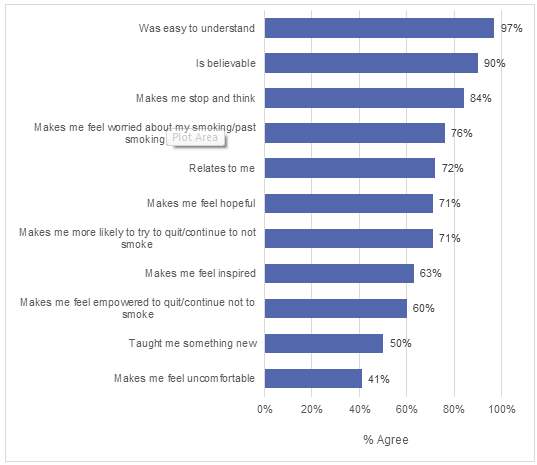 Was easy to understand 97%
Is believable 90%
Makes me stop and think 84%
Makes me feel worried about my smoking/past
smoking 76%
Plot Area
Relates to me 72%
Makes me feel hopeful 71%
Makes me more likely to try to quit/continue to not
smoke 71%
Makes me feel inspired 63%
Makes me feel empowered to quit/continue not to
smoke 60%
Taught me something new 50%
Makes me feel uncomfortable 41%
0% 20% 40% 60% 80% 100%
% Agree